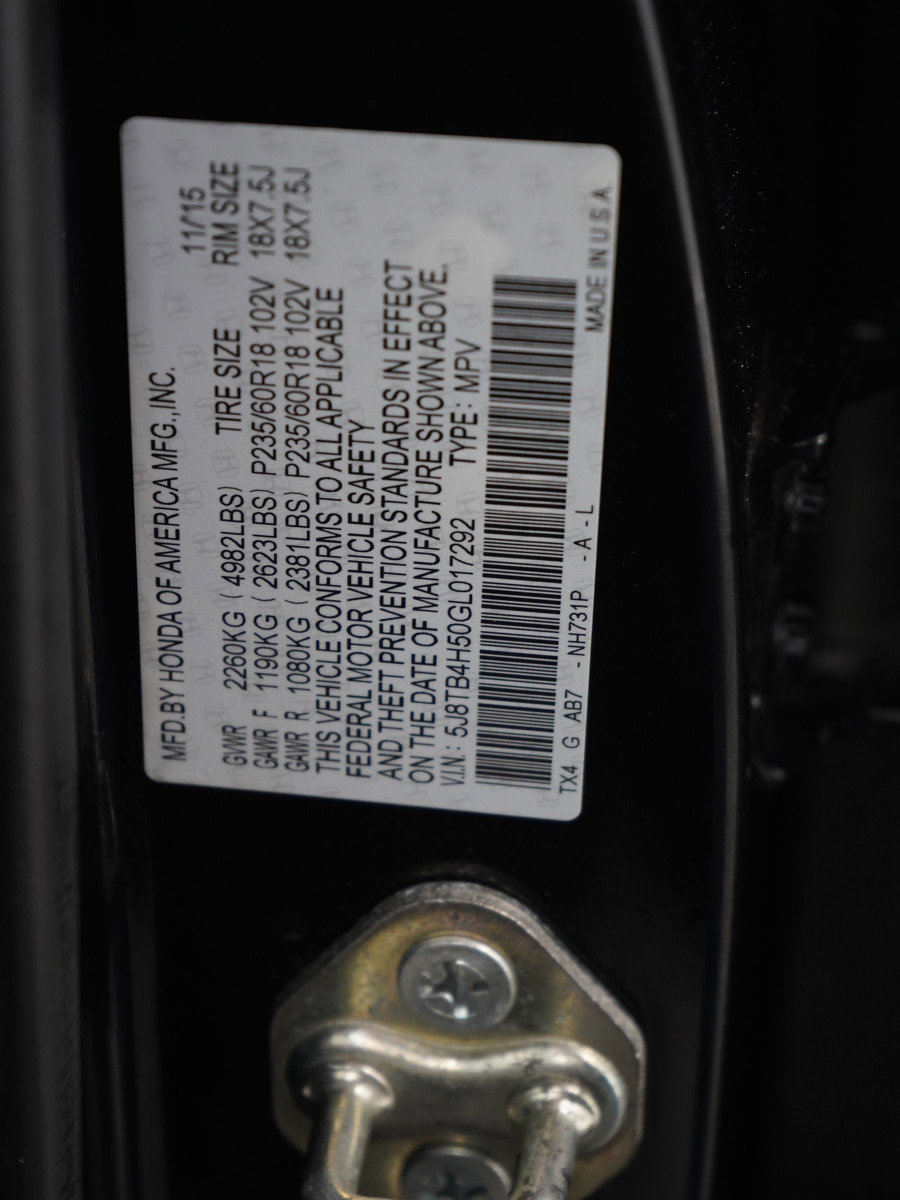 MFD.BY HONDA OF AMERICA MFG.,INC. 11/'15
GVWR 2260KG ( 4982LBS) TIRE SIZE RIM SIZE
GAWR F 1190KG ( 2623LBS) P235/60R18 102V 18X7.5J
GAWR R 1080KG ( 2381LBS) P235/60R18 102V 18X7.5J
THIS VEHICLE CONFORMS TO ALL APPLICABLE
FEDERAL MOTOR VEHICLE SAFETY
AND THEFT PREVENTION STANDARDS IN EFFECT
ON THE DATE OF MANUFACTURE SHOWN ABOVE.
V.I.N.: 5J8TB4H50GL017292 TYPE: MPV
TX4 G AB7 -NH731P -A-L MADE IN U.S.A